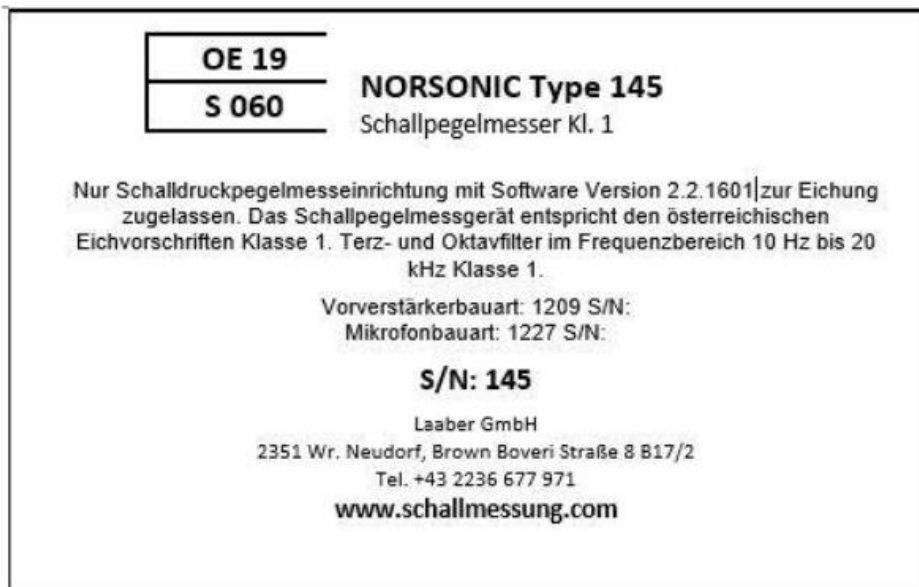 OE 19
S 060
NORSONIC Type 145
Schallpegelmesser Kl. 1
Nur Schalldruckpegelmesseinrichtung mit Software Version 2.2.1601 zur Eichung
zugelassen. Das Schallpegelmessgerät entspricht den österreichischen
Eichvorschriften Klasse 1. Terz- und Oktavfilter im Frequenzbereich 10 Hz bis 20
kHz Klasse 1.
Vorverstärkerbauart: 1209 S/N:
Mikrofonbauart: 1227 S/N:
S/N: 145
Laaber GmbH
2351 Wr. Neudorf, Brown Boveri Straße 8 B17/2
Tel. +43 2236 677 971
www.schallmessung.com